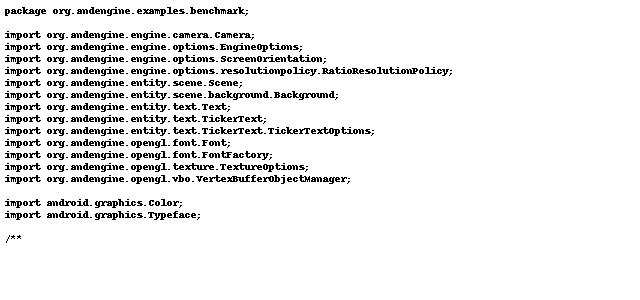 package org.andengine.examples.benchmark;

import org.andengine.engine.camera.Camera;
import org.andengine.engine.options.EngineOptions;
import org.andengine.engine.options.ScreenOrientation;
import org.andengine.engine.options.resolutionpolicy.RatioResolutionPolicy;
import org.andengine.entity.scene.Scene;
import org.andengine.entity.scene.background.Background;
import org.andengine.entity.text.Text;
import org.andengine.entity.text.TickerText;
import org.andengine.entity.text.TickerText.TickerTextOptions;
import org.andengine.opengl.font.Font;
import org.andengine.opengl.font.FontFactory;
import org.andengine.opengl.texture.TextureOptions;
import org.andengine.opengl.vbo.VertexBufferObjectManager;

import android.graphics.Color;
import android.graphics.Typeface;

/**